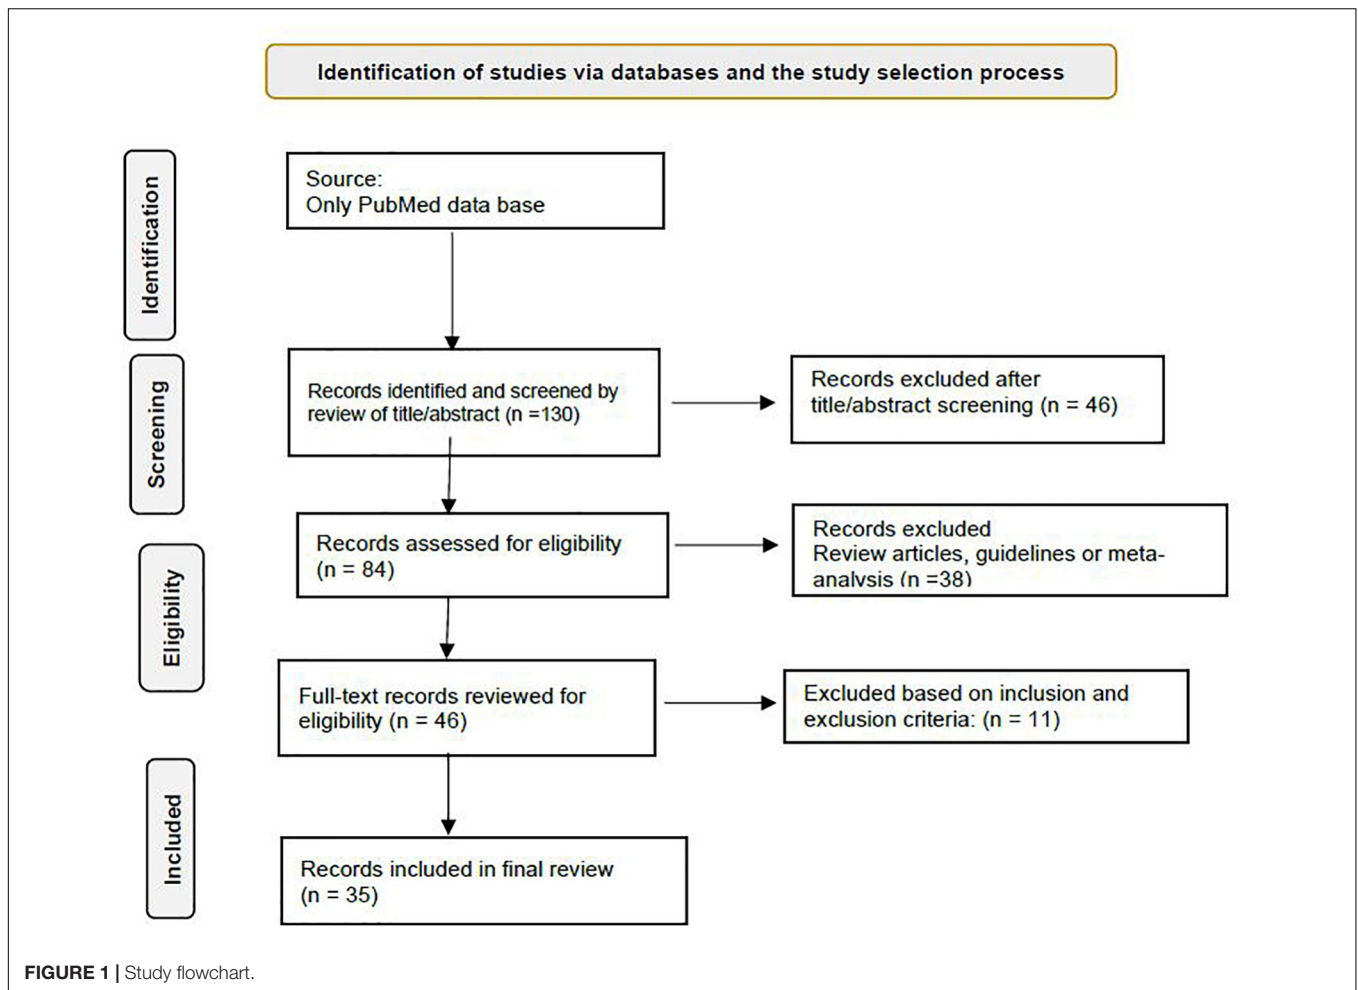 Identification of studies via databases and the study selection process
Identification
Source:
Only PubMed data base
Screening
Records identified and screened by
review of title/abstract (n =130)
Records excluded after
title/abstract screening (n = 46)
Eligibility
Records assessed for eligibility
(n = 84)
Records excluded
Review articles, guidelines or meta-
analysis (n =38)
Full-text records reviewed for
eligibility (n = 46)
Excluded based on inclusion and
exclusion criteria: (n = 11)
Included
Records included in final review
(n = 35)
FIGURE 1 | Study flowchart.